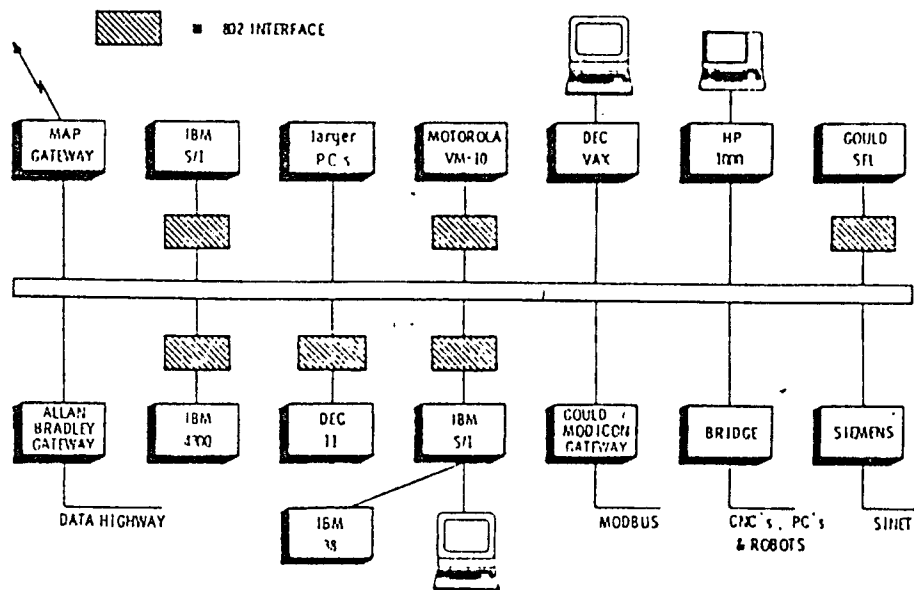 802 INTERFACE
MAP
GATEWAY
IBM
S/1
larger
PC's
MOTOROLA
VM-10
DEC
VAX
HP
1000
GOULD
SEL
ALLAN
BRADLEY
GATEWAY
IBM
4300
DEC
11
IBM
S/1
GOULD /
MODICON
GATEWAY
BRIDGE
SIEMENS
DATA HIGHWAY
IBM
38
MODBUS
CNC's, PC's
& ROBOTS
SINET